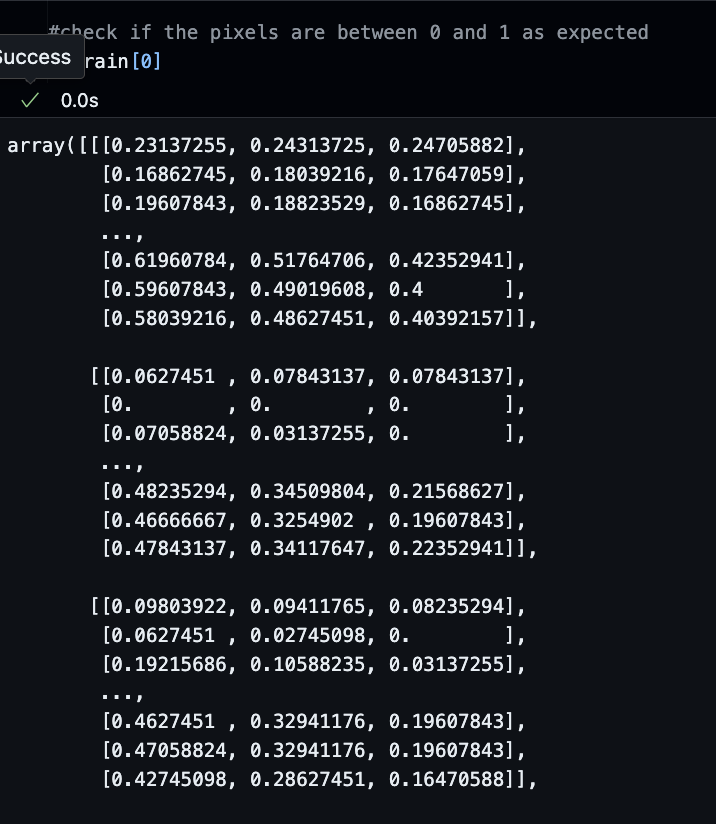 #check if the pixels are between 0 and 1 as expected
Success
rain[0]
0.0s
array([[[0.23137255, 0.24313725, 0.24705882],
[0.16862745, 0.18039216, 0.17647059],
[0.19607843, 0.18823529, 0.16862745],
...,
[0.61960784, 0.51764706, 0.42352941],
[0.59607843, 0.49019608, 0.4       ],
[0.58039216, 0.48627451, 0.40392157]],
[[0.0627451 , 0.07843137, 0.07843137],
[0.        , 0.        , 0.        ],
[0.07058824, 0.03137255, 0.        ],
...,
[0.48235294, 0.34509804, 0.21568627],
[0.46666667, 0.3254902 , 0.19607843],
[0.47843137, 0.34117647, 0.22352941]],
[[0.09803922, 0.09411765, 0.08235294],
[0.0627451 , 0.02745098, 0.        ],
[0.19215686, 0.10588235, 0.03137255],
...,
[0.4627451 , 0.32941176, 0.19607843],
[0.47058824, 0.32941176, 0.19607843],
[0.42745098, 0.28627451, 0.16470588]],